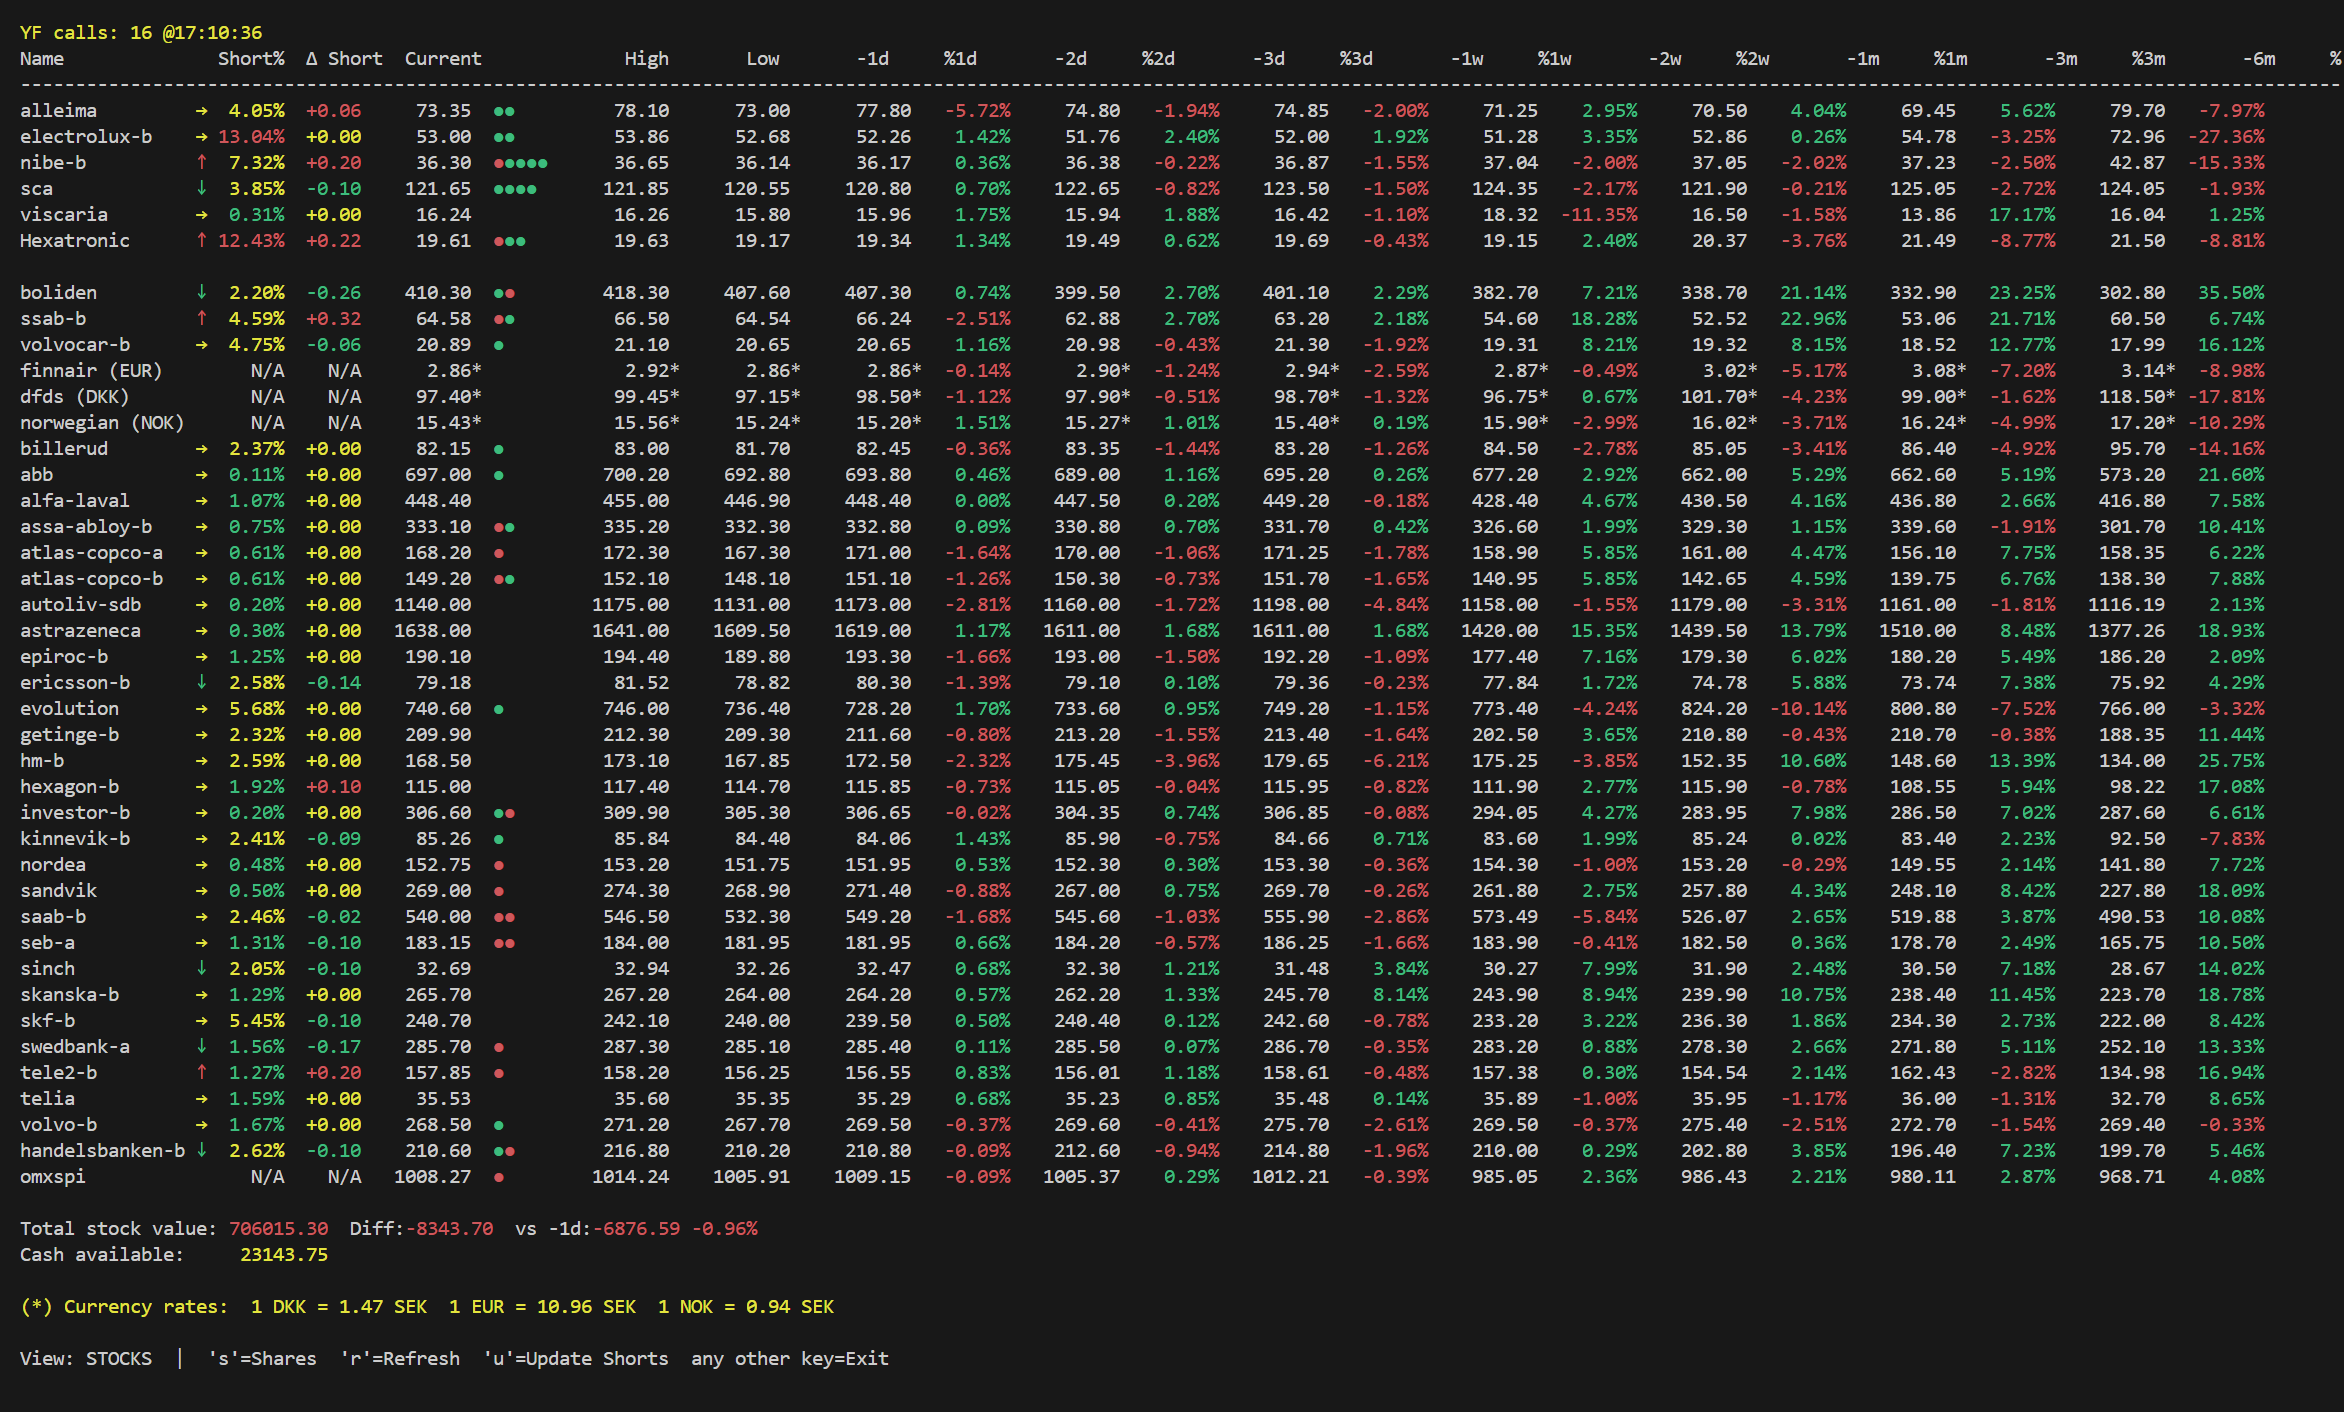 YF calls: 16 @17:10:36
Name Short% Δ Short Current High Low -1d %1d -2d %2d -3d %3d -1w %1w -2w %2w -1m %1m -3m %3m -6m %
----------------------------------------------------------------
alleima → 4.05% +0.06 73.35 ●● 78.10 73.00 77.80 -5.72% 74.80 -1.94% 74.85 -2.00% 71.25 2.95% 70.50 4.04% 69.45 5.62% 79.70 -7.97%
electrolux-b → 13.04% +0.00 53.00 ●● 53.86 52.68 52.26 1.42% 51.76 2.40% 52.00 1.92% 51.28 3.35% 52.86 0.26% 54.78 -3.25% 72.96 -27.36%
nibe-b ↑ 7.32% +0.20 36.30 ●●●●● 36.65 36.14 36.17 0.36% 36.38 -0.22% 36.87 -1.55% 37.04 -2.00% 37.05 -2.02% 37.23 -2.50% 42.87 -15.33%
sca ↓ 3.85% -0.10 121.65 ●●●● 121.85 120.55 120.80 0.70% 122.65 -0.82% 123.50 -1.50% 124.35 -2.17% 121.90 -0.21% 125.05 -2.72% 124.05 -1.93%
viscaria → 0.31% +0.00 16.24 16.26 15.80 15.96 1.75% 15.94 1.88% 16.42 -1.10% 18.32 -11.35% 16.50 -1.58% 13.86 17.17% 16.04 1.25%
Hexatronic ↑ 12.43% +0.22 19.61 ●●● 19.63 19.17 19.34 1.34% 19.49 0.62% 19.69 -0.43% 19.15 2.40% 20.37 -3.76% 21.49 -8.77% 21.50 -8.81%
boliden ↓ 2.20% -0.26 410.30 ●● 418.30 407.60 407.30 0.74% 399.50 2.70% 401.10 2.29% 382.70 7.21% 338.70 21.14% 332.90 23.25% 302.80 35.50%
ssab-b ↑ 4.59% +0.32 64.58 ●● 66.50 64.54 66.24 -2.51% 62.88 2.70% 63.20 2.18% 54.60 18.28% 52.52 22.96% 53.06 21.71% 60.50 6.74%
volvocar-b → 4.75% -0.06 20.89 ● 21.10 20.65 20.65 1.16% 20.98 -0.43% 21.30 -1.92% 19.31 8.21% 19.32 8.15% 18.52 12.77% 17.99 16.12%
finnair (EUR) N/A N/A 2.86* 2.92* 2.86* 2.86* -0.14% 2.90* -1.24% 2.94* -2.59% 2.87* -0.49% 3.02* -5.17% 3.08* -7.20% 3.14* -8.98%
dfds (DKK) N/A N/A 97.40* 99.45* 97.15* 98.50* -1.12% 97.90* -0.51% 98.70* -1.32% 96.75* 0.67% 101.70* -4.23% 99.00* -1.62% 118.50* -17.81%
norwegian (NOK) N/A N/A 15.43* 15.56* 15.24* 15.20* 1.51% 15.27* 1.01% 15.40* 0.19% 15.90* -2.99% 16.02* -3.71% 16.24* -4.99% 17.20* -10.29%
billerud → 2.37% +0.00 82.15 ● 83.00 81.70 82.45 -0.36% 83.35 -1.44% 83.20 -1.26% 84.50 -2.78% 85.05 -3.41% 86.40 -4.92% 95.70 -14.16%
abb → 0.11% +0.00 697.00 ● 700.20 692.80 693.80 0.46% 689.00 1.16% 695.20 0.26% 677.20 2.92% 662.00 5.29% 662.60 5.19% 573.20 21.60%
alfa-laval → 1.07% +0.00 448.40 455.00 446.90 448.40 0.00% 447.50 0.20% 449.20 -0.18% 428.40 4.67% 430.50 4.16% 436.80 2.66% 416.80 7.58%
assa-abloy-b → 0.75% +0.00 333.10 ●● 335.20 332.30 332.80 0.09% 330.80 0.70% 331.70 0.42% 326.60 1.99% 329.30 1.15% 339.60 -1.91% 301.70 10.41%
atlas-copco-a → 0.61% +0.00 168.20 ● 172.30 167.30 171.00 -1.64% 170.00 -1.06% 171.25 -1.78% 158.90 5.85% 161.00 4.47% 156.10 7.75% 158.35 6.22%
atlas-copco-b → 0.61% +0.00 149.20 ●● 152.10 148.10 151.10 -1.26% 150.30 -0.73% 151.70 -1.65% 140.95 5.85% 142.65 4.59% 139.75 6.76% 138.30 7.88%
autoliv-sdb → 0.20% +0.00 1140.00 1175.00 1131.00 1173.00 -2.81% 1160.00 -1.72% 1198.00 -4.84% 1158.00 -1.55% 1179.00 -3.31% 1161.00 -1.81% 1116.19 2.13%
astrazeneca → 0.30% +0.00 1638.00 1641.00 1609.50 1619.00 1.17% 1611.00 1.68% 1611.00 1.68% 1420.00 15.35% 1439.50 13.79% 1510.00 8.48% 1377.26 18.93%
epiroc-b → 1.25% +0.00 190.10 194.40 189.80 193.30 -1.66% 193.00 -1.50% 192.20 -1.09% 177.40 7.16% 179.30 6.02% 180.20 5.49% 186.20 2.09%
ericsson-b ↓ 2.58% -0.14 79.18 81.52 78.82 80.30 -1.39% 79.10 0.10% 79.36 -0.23% 77.84 1.72% 74.78 5.88% 73.74 7.38% 75.92 4.29%
evolution → 5.68% +0.00 740.60 ● 746.00 736.40 728.20 1.70% 733.60 0.95% 749.20 -1.15% 773.40 -4.24% 824.20 -10.14% 800.80 -7.52% 766.00 -3.32%
getinge-b → 2.32% +0.00 209.90 212.30 209.30 211.60 -0.80% 213.20 -1.55% 213.40 -1.64% 202.50 3.65% 210.80 -0.43% 210.70 -0.38% 188.35 11.44%
hm-b → 2.59% +0.00 168.50 173.10 167.85 172.50 -2.32% 175.45 -3.96% 179.65 -6.21% 175.25 -3.85% 152.35 10.60% 148.60 13.39% 134.00 25.75%
hexagon-b → 1.92% +0.10 115.00 117.40 114.70 115.85 -0.73% 115.05 -0.04% 115.95 -0.82% 111.90 2.77% 115.90 -0.78% 108.55 5.94% 98.22 17.08%
investor-b → 0.20% +0.00 306.60 ●● 309.90 305.30 306.65 -0.02% 304.35 0.74% 306.85 -0.08% 294.05 4.27% 283.95 7.98% 286.50 7.02% 287.60 6.61%
kinnevik-b → 2.41% -0.09 85.26 ● 85.84 84.40 84.06 1.43% 85.90 -0.75% 84.66 0.71% 83.60 1.99% 85.24 0.02% 83.40 2.23% 92.50 -7.83%
nordea → 0.48% +0.00 152.75 ● 153.20 151.75 151.95 0.53% 152.30 0.30% 153.30 -0.36% 154.30 -1.00% 153.20 -0.29% 149.55 2.14% 141.80 7.72%
sandvik → 0.50% +0.00 269.00 ● 274.30 268.90 271.40 -0.88% 267.00 0.75% 269.70 -0.26% 261.80 2.75% 257.80 4.34% 248.10 8.42% 227.80 18.09%
saab-b → 2.46% -0.02 540.00 ●● 546.50 532.30 549.20 -1.68% 545.60 -1.03% 555.90 -2.86% 573.49 -5.84% 526.07 2.65% 519.88 3.87% 490.53 10.08%
seb-a → 1.31% -0.10 183.15 ●● 184.00 181.95 181.95 0.66% 184.20 -0.57% 186.25 -1.66% 183.90 -0.41% 182.50 0.36% 178.70 2.49% 165.75 10.50%
sinch ↓ 2.05% -0.10 32.69 32.94 32.26 32.47 0.68% 32.30 1.21% 31.48 3.84% 30.27 7.99% 31.90 2.48% 30.50 7.18% 28.67 14.02%
skanska-b → 1.29% +0.00 265.70 267.20 264.00 264.20 0.57% 262.20 1.33% 245.70 8.14% 243.90 8.94% 239.90 10.75% 238.40 11.45% 223.70 18.78%
skf-b → 5.45% -0.10 240.70 242.10 240.00 239.50 0.50% 240.40 0.12% 242.60 -0.78% 233.20 3.22% 236.30 1.86% 234.30 2.73% 222.00 8.42%
swedbank-a ↓ 1.56% -0.17 285.70 ● 287.30 285.10 285.40 0.11% 285.50 0.07% 286.70 -0.35% 283.20 0.88% 278.30 2.66% 271.80 5.11% 252.10 13.33%
tele2-b ↑ 1.27% +0.20 157.85 ● 158.20 156.25 156.55 0.83% 156.01 1.18% 158.61 -0.48% 157.38 0.30% 154.54 2.14% 162.43 -2.82% 134.98 16.94%
telia → 1.59% +0.00 35.53 35.60 35.35 35.29 0.68% 35.23 0.85% 35.48 0.14% 35.89 -1.00% 35.95 -1.17% 36.00 -1.31% 32.70 8.65%
volvo-b → 1.67% +0.00 268.50 ● 271.20 267.70 269.50 -0.37% 269.60 -0.41% 275.70 -2.61% 269.50 -0.37% 275.40 -2.51% 272.70 -1.54% 269.40 -0.33%
handelsbanken-b ↓ 2.62% -0.10 210.60 ●● 216.80 210.20 210.80 -0.09% 212.60 -0.94% 214.80 -1.96% 210.00 0.29% 202.80 3.85% 196.40 7.23% 199.70 5.46%
omxspi N/A N/A 1008.27 ● 1014.24 1005.91 1009.15 -0.09% 1005.37 0.29% 1012.21 -0.39% 985.05 2.36% 986.43 2.21% 980.11 2.87% 968.71 4.08%
Total stock value: 706015.30 Diff:-8343.70 vs -1d:-6876.59 -0.96%
Cash available: 23143.75
(*) Currency rates: 1 DKK = 1.47 SEK 1 EUR = 10.96 SEK 1 NOK = 0.94 SEK
View: STOCKS | 's'=Shares 'r'=Refresh 'u'=Update Shorts any other key=Exit